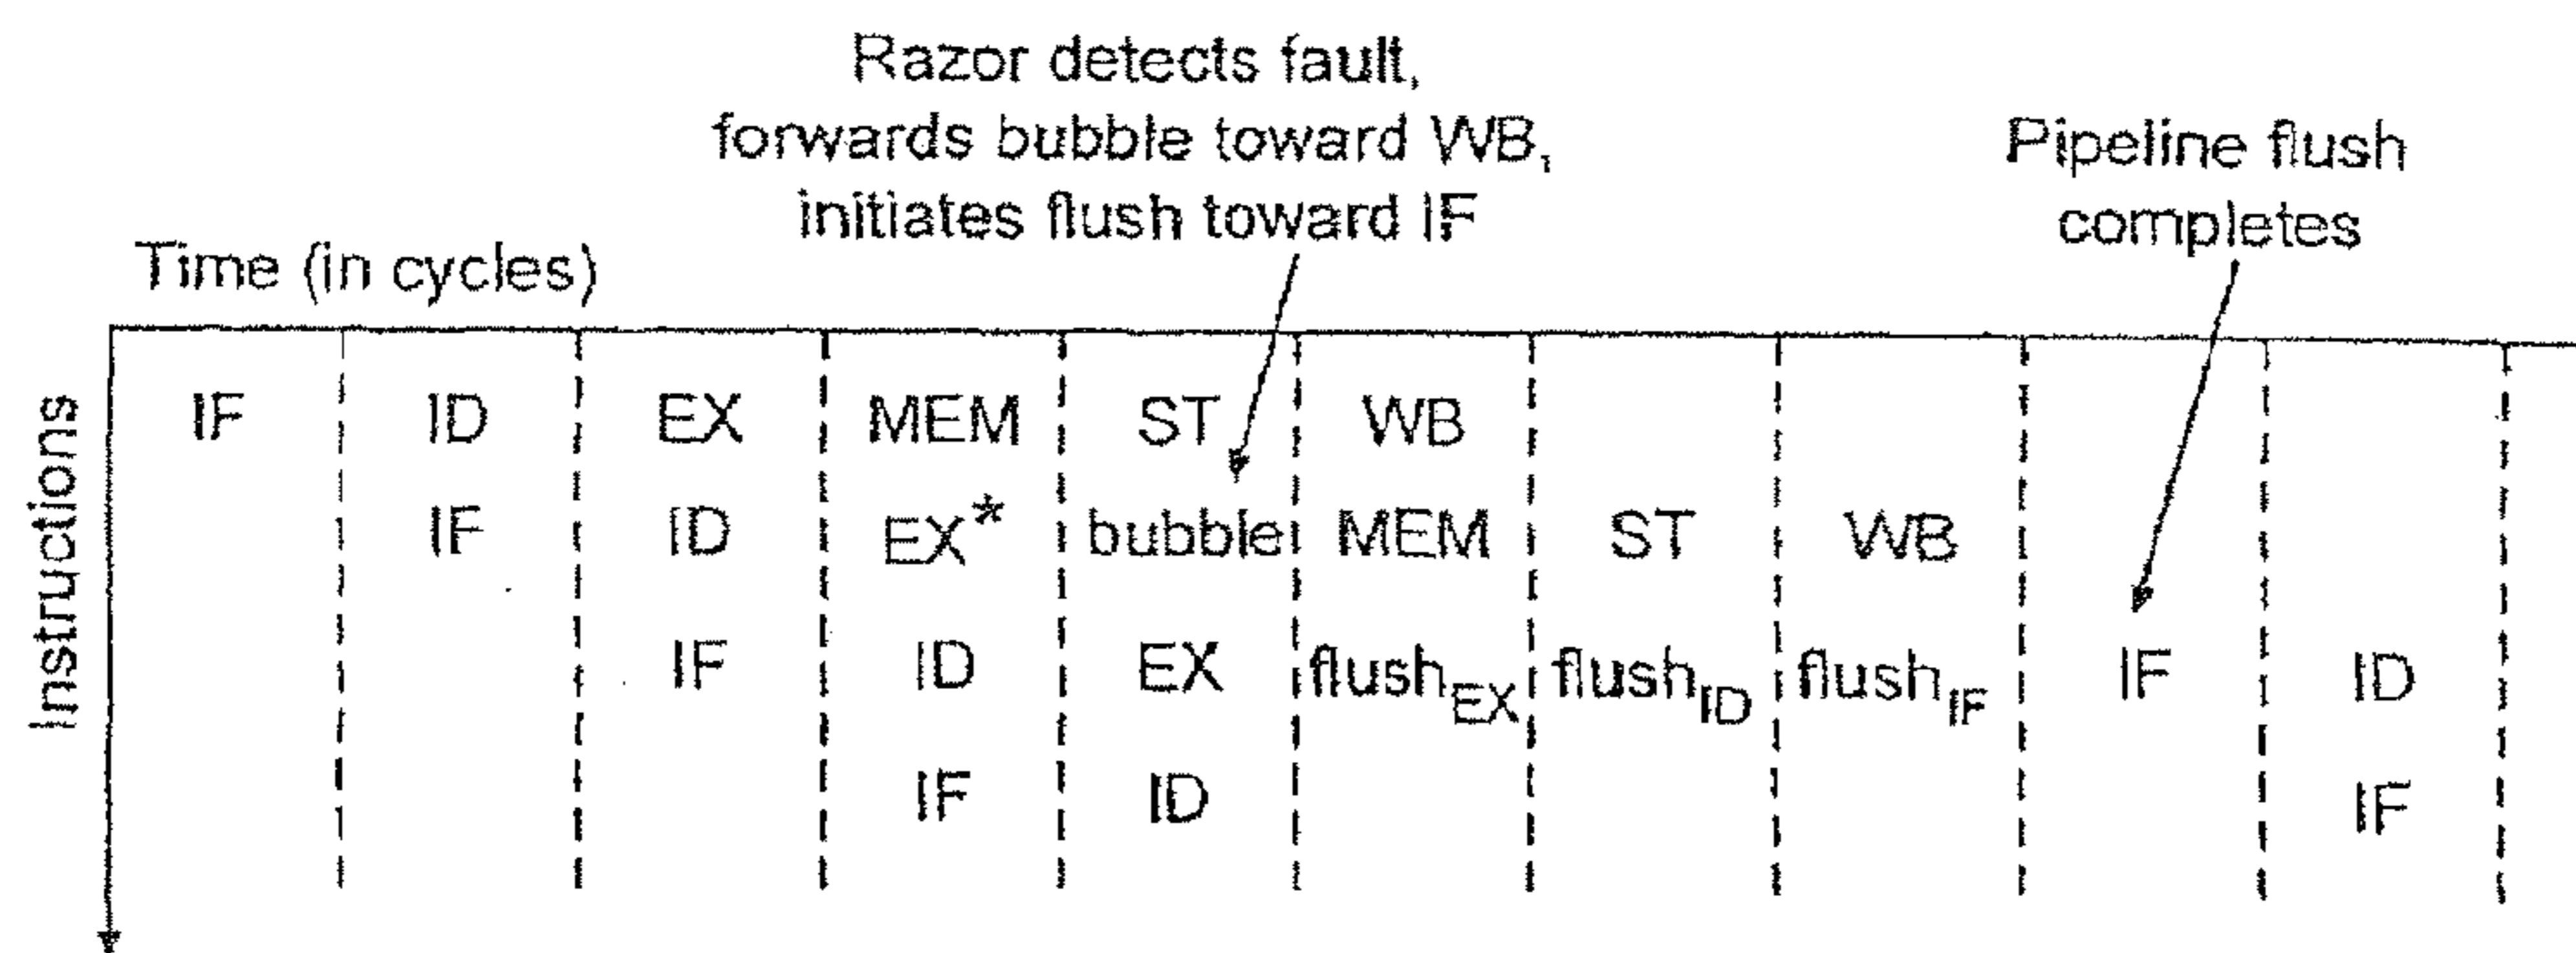 Razor detects fault,
forwards bubble toward WB,
initiates flush toward IF
Pipeline flush
completes
Time (in cycles)
Instructions
IF ID EX MEM ST WB
IF ID EX* bubble MEM ST WB
IF ID EX flushEX flushID flushIF IF ID
IF ID IF